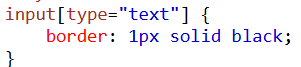 input[type="text"] {
    border: 1px solid black;
}